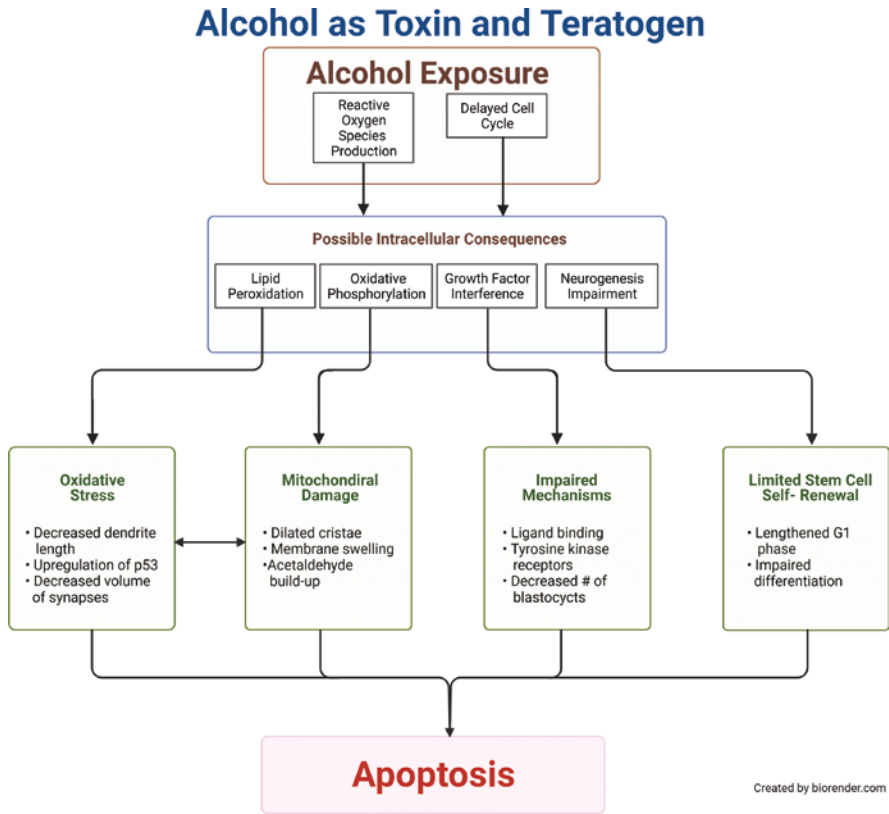 Alcohol as Toxin and Teratogen
Alcohol Exposure
Reactive
Oxygen
Species
Production
Delayed Cell
Cycle
Possible Intracellular Consequences
Lipid
Peroxidation
Oxidative
Phosphorylation
Growth Factor
Interference
Neurogenesis
Impairment
Oxidative
Stress
• Decreased dendrite
length
• Upregulation of p53
• Decreased volume
of synapses
Mitochondiral
Damage
• Dilated cristae
• Membrane swelling
•Acetaldehyde
build-up
Impaired
Mechanisms
• Ligand binding
• Tyrosine kinase
receptors
• Decreased # of
blastocycts
Limited Stem Cell
Self- Renewal
• Lengthened G1
phase
• Impaired
differentiation
Apoptosis
Created by biorender.com